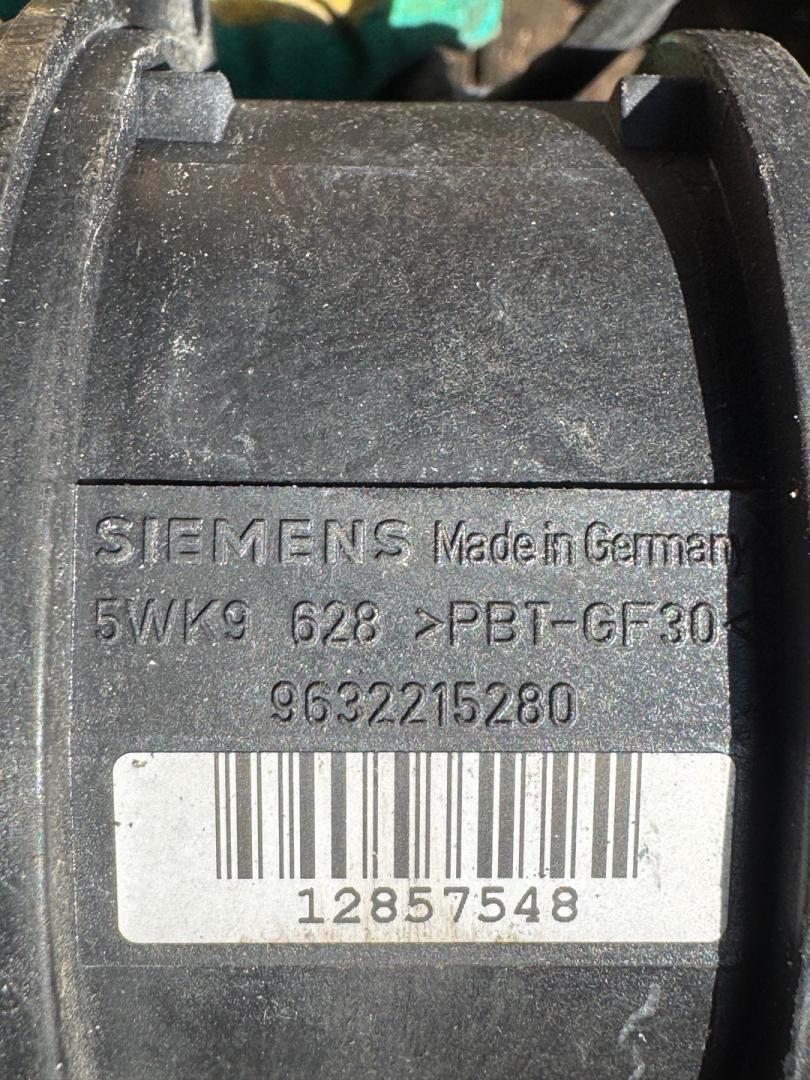 SIEMENS Made in Germany
5WK9 628 >PBT-GF30<
9632215280
12857548